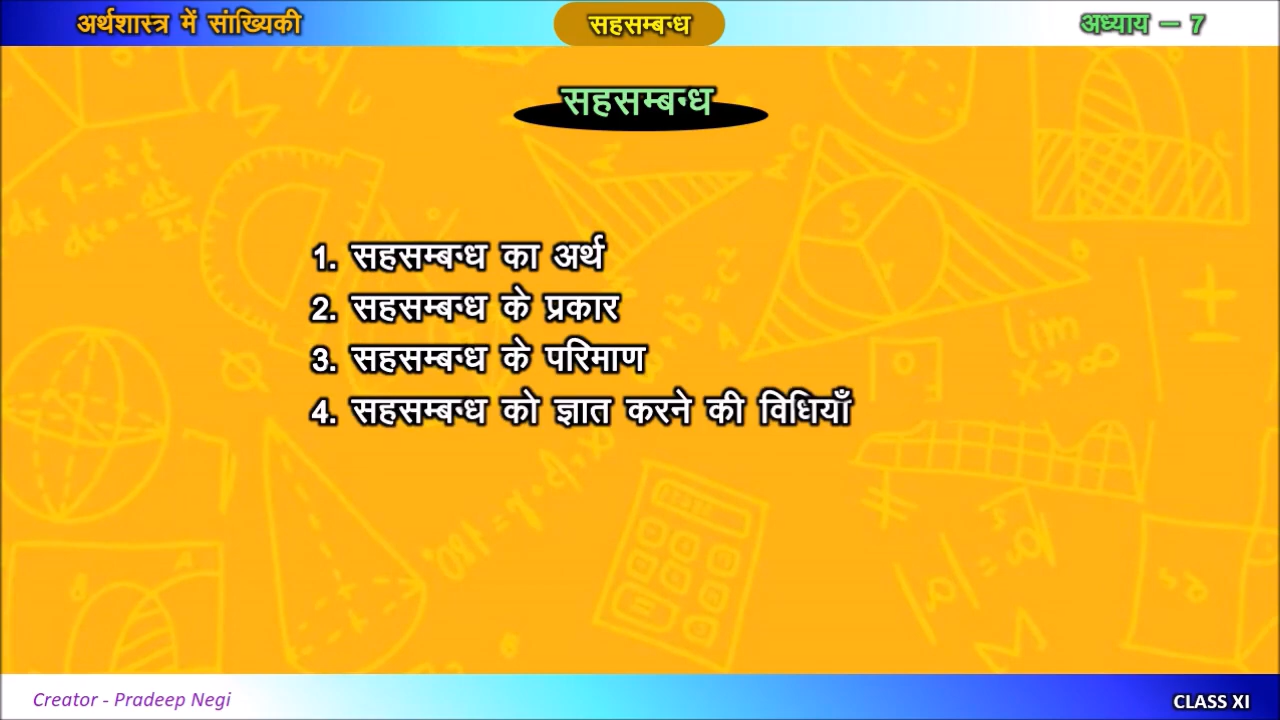 अर्थशास्त्र में सांख्यिकी
सहसम्बन्ध
अध्याय – 7
सहसम्बन्ध
1. सहसम्बन्ध का अर्थ
2. सहसम्बन्ध के प्रकार
3. सहसम्बन्ध के परिमाण
4. सहसम्बन्ध को ज्ञात करने की विधियाँ
Creator - Pradeep Negi
CLASS XI